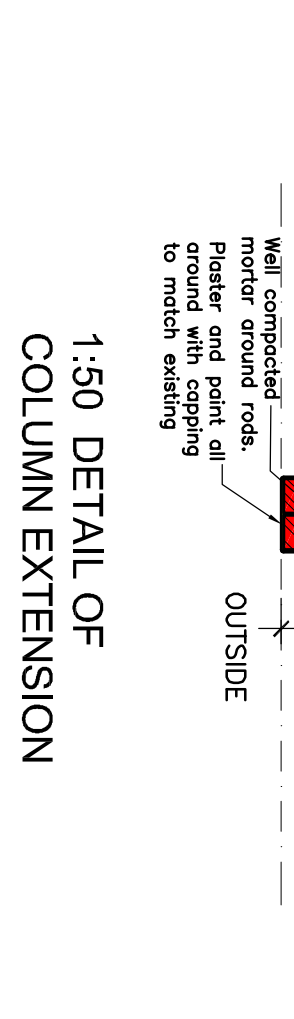 Well compacted
mortar around rods.
Plaster and paint all
around with capping
to match existing
OUTSIDE
1:50 DETAIL OF
COLUMN EXTENSION